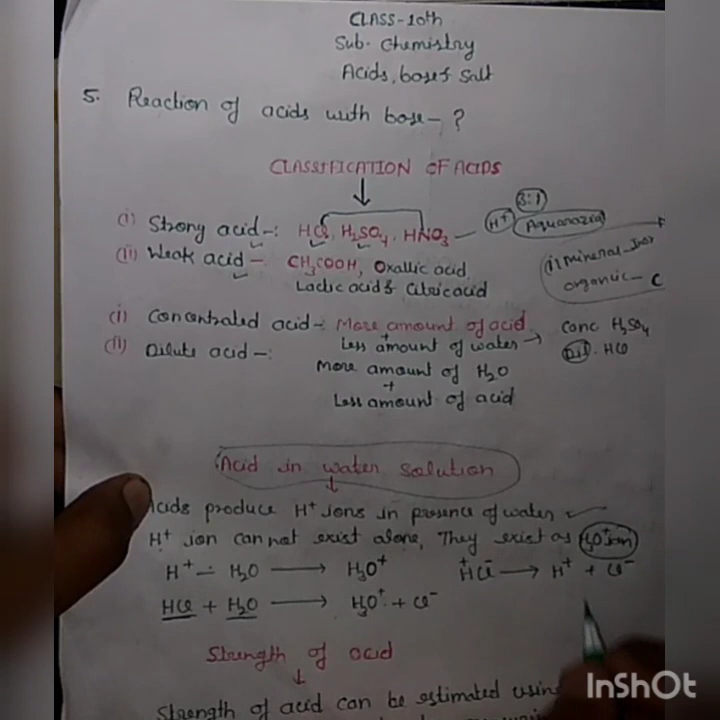 CLASS-10th
Sub- Chemistry
Acids, bases & Salt
5. Reaction of acids with base- ?
CLASSIFICATION OF ACIDS
(i) Strong acid-: HCl, H₂SO₄, HNO₃ - H⁺ 3:1
(ii) Weak acid - CH₃COOH, Oxallic acid,
Lactic acid & Citric acid
(i) mineral
organic - C
(i) Concentrated acid-: More amount of acid
+
Less amount of water → Conc H₂SO₄
(ii) Dilute acid -: Dil. HCl
More amount of H₂O
+
Less amount of acid
Acid in water solution
↓
Acids produce H⁺ ions in presence of water
H⁺ ion cannot exist alone, They exist as H₃O⁺ion
H⁺ - H₂O → H₃O⁺
HCl → H⁺ + Cl⁻
HCl + H₂O → H₃O⁺ + Cl⁻
Strength of acid
↓
Strength of acid can be estimated using
InShOt